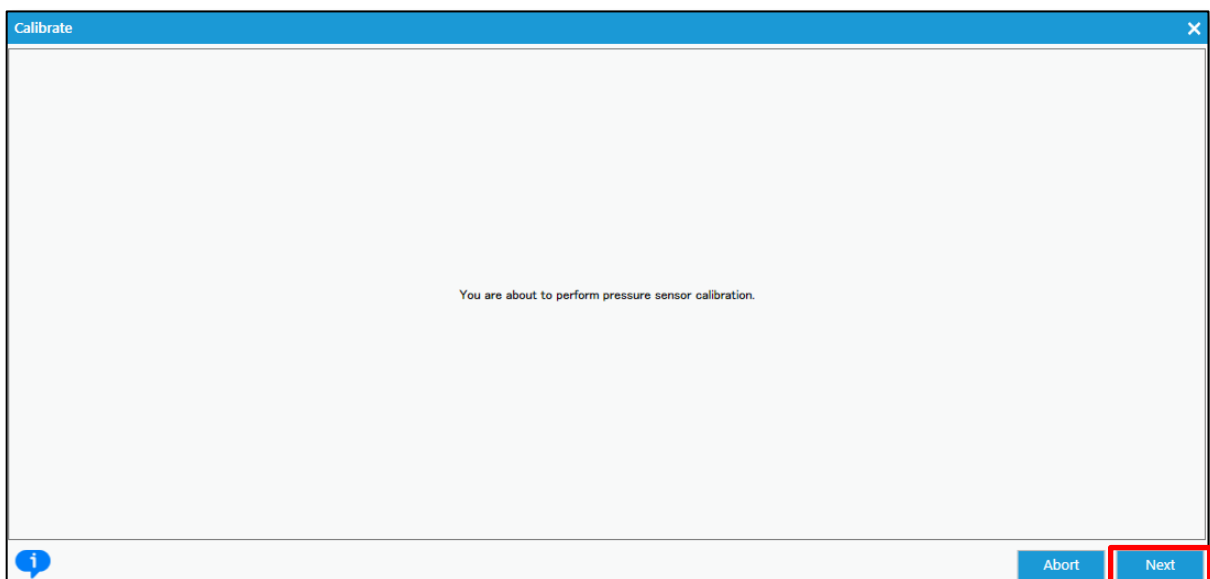 Calibrate
You are about to perform pressure sensor calibration.
Abort
Next